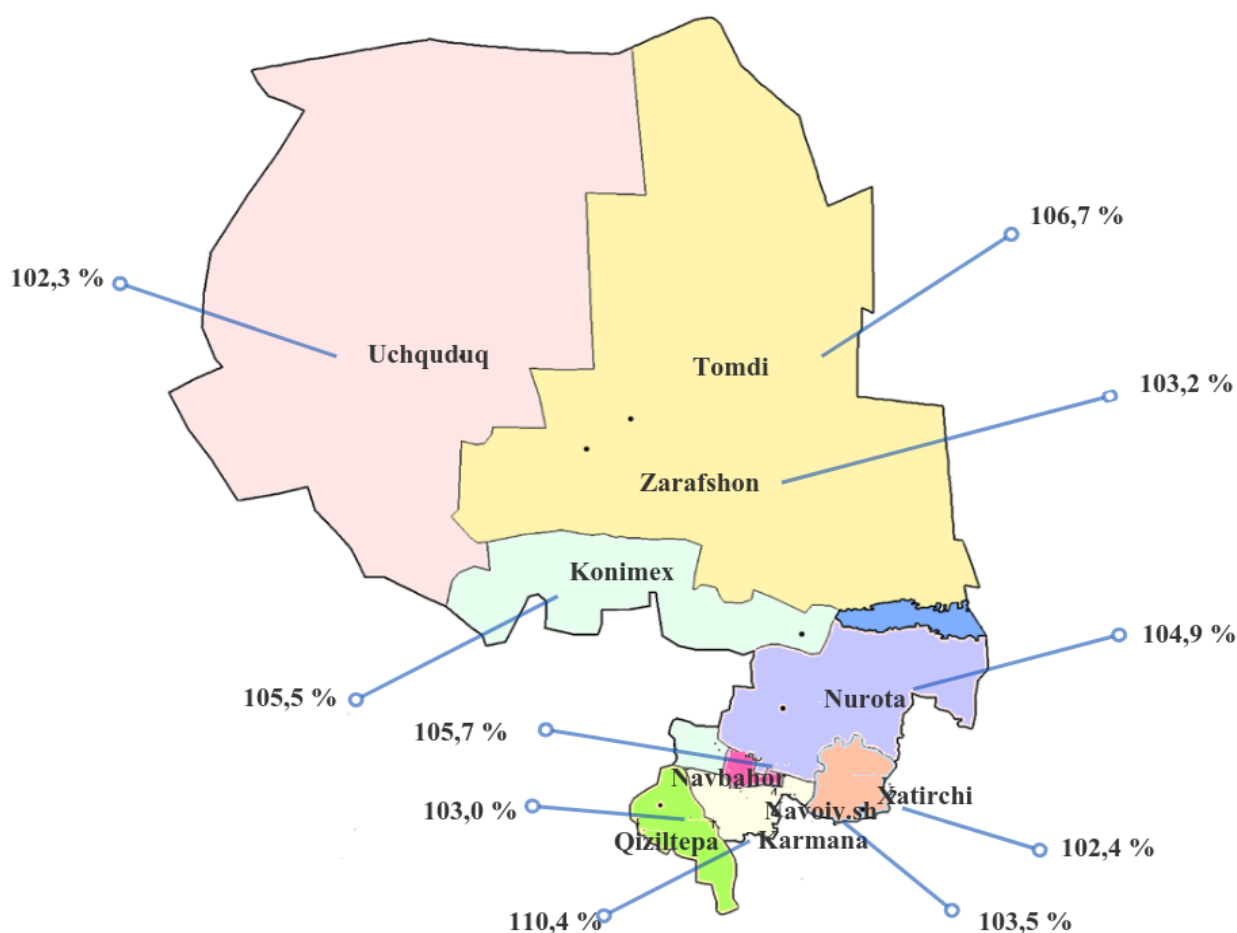 106,7 %
102,3 %
Uchquduq
Tomdi
103,2 %
Zarafshon
Konimex
104,9 %
105,5 %
Nurota
105,7 %
Navbahor
Xatirchi
103,0 %
Navoiy.sh
Qiziltepa
Karmana
102,4 %
110,4 %
103,5 %